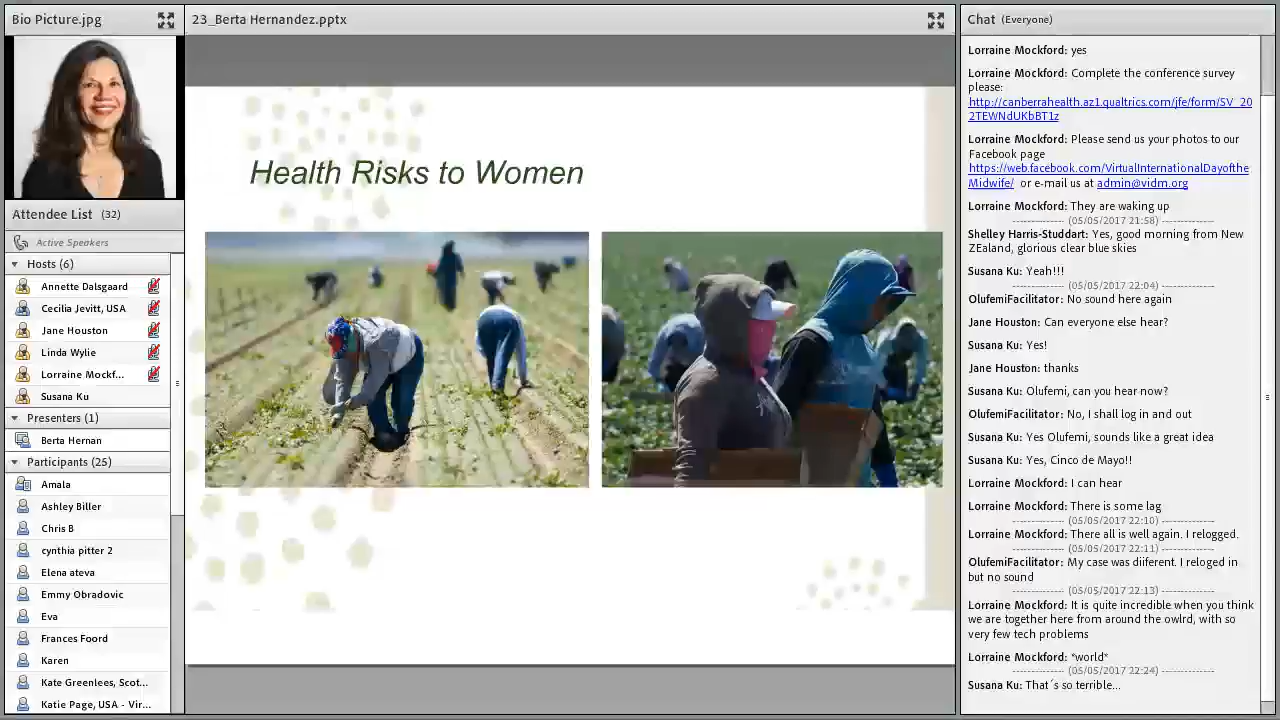 Bio Picture.jpg
Attendee List (32)
Active Speakers
Hosts (6)
Annette Dalsgaard
Cecilia Jevitt, USA
Jane Houston
Linda Wylie
Lorraine Mockf...
Susana Ku
Presenters (1)
Berta Hernan
Participants (25)
Amala
Ashley Biller
Chris B
cynthia pitter 2
Elena ateva
Emmy Obradovic
Eva
Frances Foord
Karen
Kate Greenlees, Scot...
Katie Page, USA - Vir...
23_Berta Hernandez.pptx
Health Risks to Women
Chat (Everyone)
Lorraine Mockford: yes
Lorraine Mockford: Complete the conference survey
please:
http://canberrahealth.az1.qualtrics.com/jfe/form/SV_20
2TEWNdUKbBT1z
Lorraine Mockford: Please send us your photos to our
Facebook page
https://web.facebook.com/VirtualInternationalDayofthe
Midwife/ or e-mail us at admin@vidm.org
Lorraine Mockford: They are waking up
------------- (05/05/2017 21:58) -------------
Shelley Harris-Studdart: Yes, good morning from New
ZEaland, glorious clear blue skies
Susana Ku: Yeah!!!
------------- (05/05/2017 22:04) -------------
OlufemiFacilitator: No sound here again
Jane Houston: Can everyone else hear?
Susana Ku: Yes!
Jane Houston: thanks
Susana Ku: Olufemi, can you hear now?
OlufemiFacilitator: No, I shall log in and out
Susana Ku: Yes Olufemi, sounds like a great idea
Susana Ku: Yes, Cinco de Mayo!!
Lorraine Mockford: I can hear
Lorraine Mockford: There is some lag
------------- (05/05/2017 22:10) -------------
Lorraine Mockford: There all is well again. I relogged.
------------- (05/05/2017 22:11) -------------
OlufemiFacilitator: My case was diiferent. I reloged in
but no sound
------------- (05/05/2017 22:13) -------------
Lorraine Mockford: It is quite incredible when you think
we are together here from around the owlrd, with so
very few tech problems
Lorraine Mockford: *world*
------------- (05/05/2017 22:24) -------------
Susana Ku: That´s so terrible...